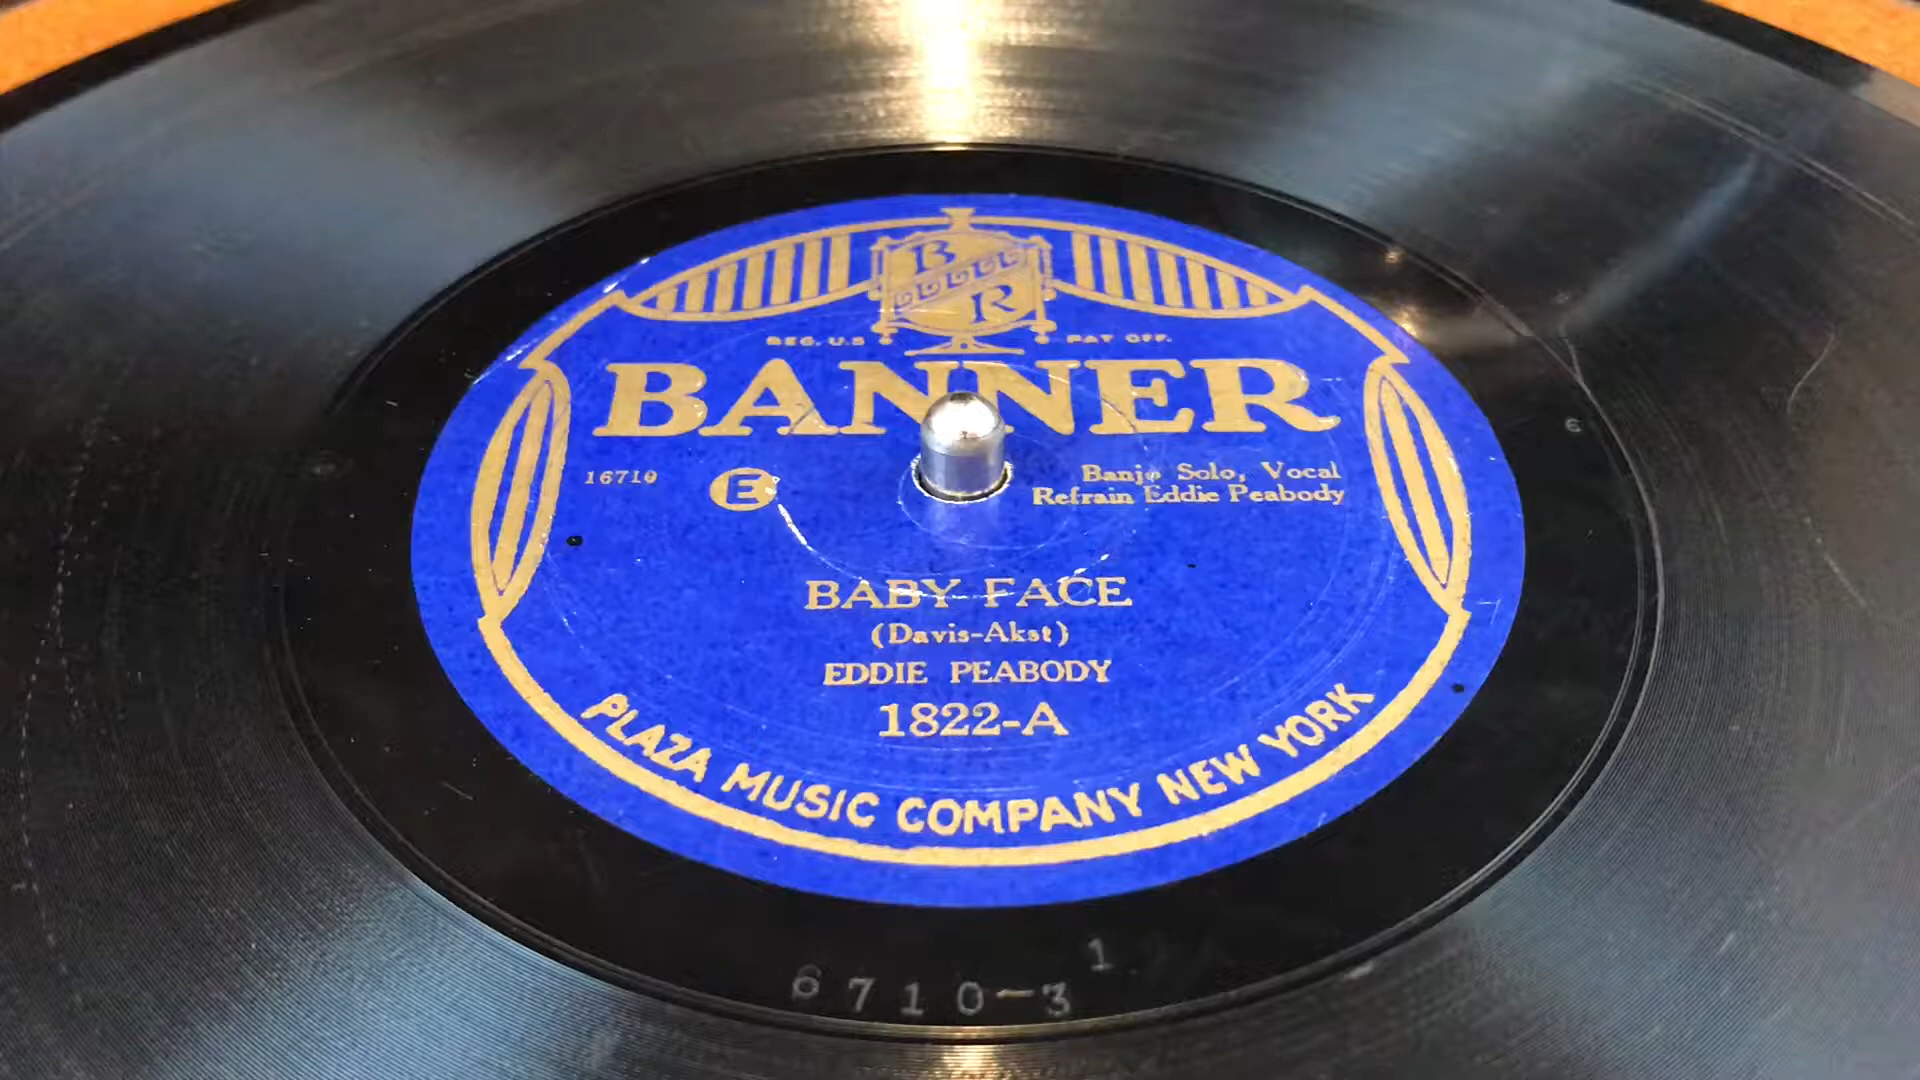 B
R
REG. U.S. PAT OFF.
BANNER
16710
E
Banjo Solo, Vocal
Refrain Eddie Peabody
BABY FACE
(Davis-Akst)
EDDIE PEABODY
1822-A
PLAZA MUSIC COMPANY NEW YORK
6710-3
1
6